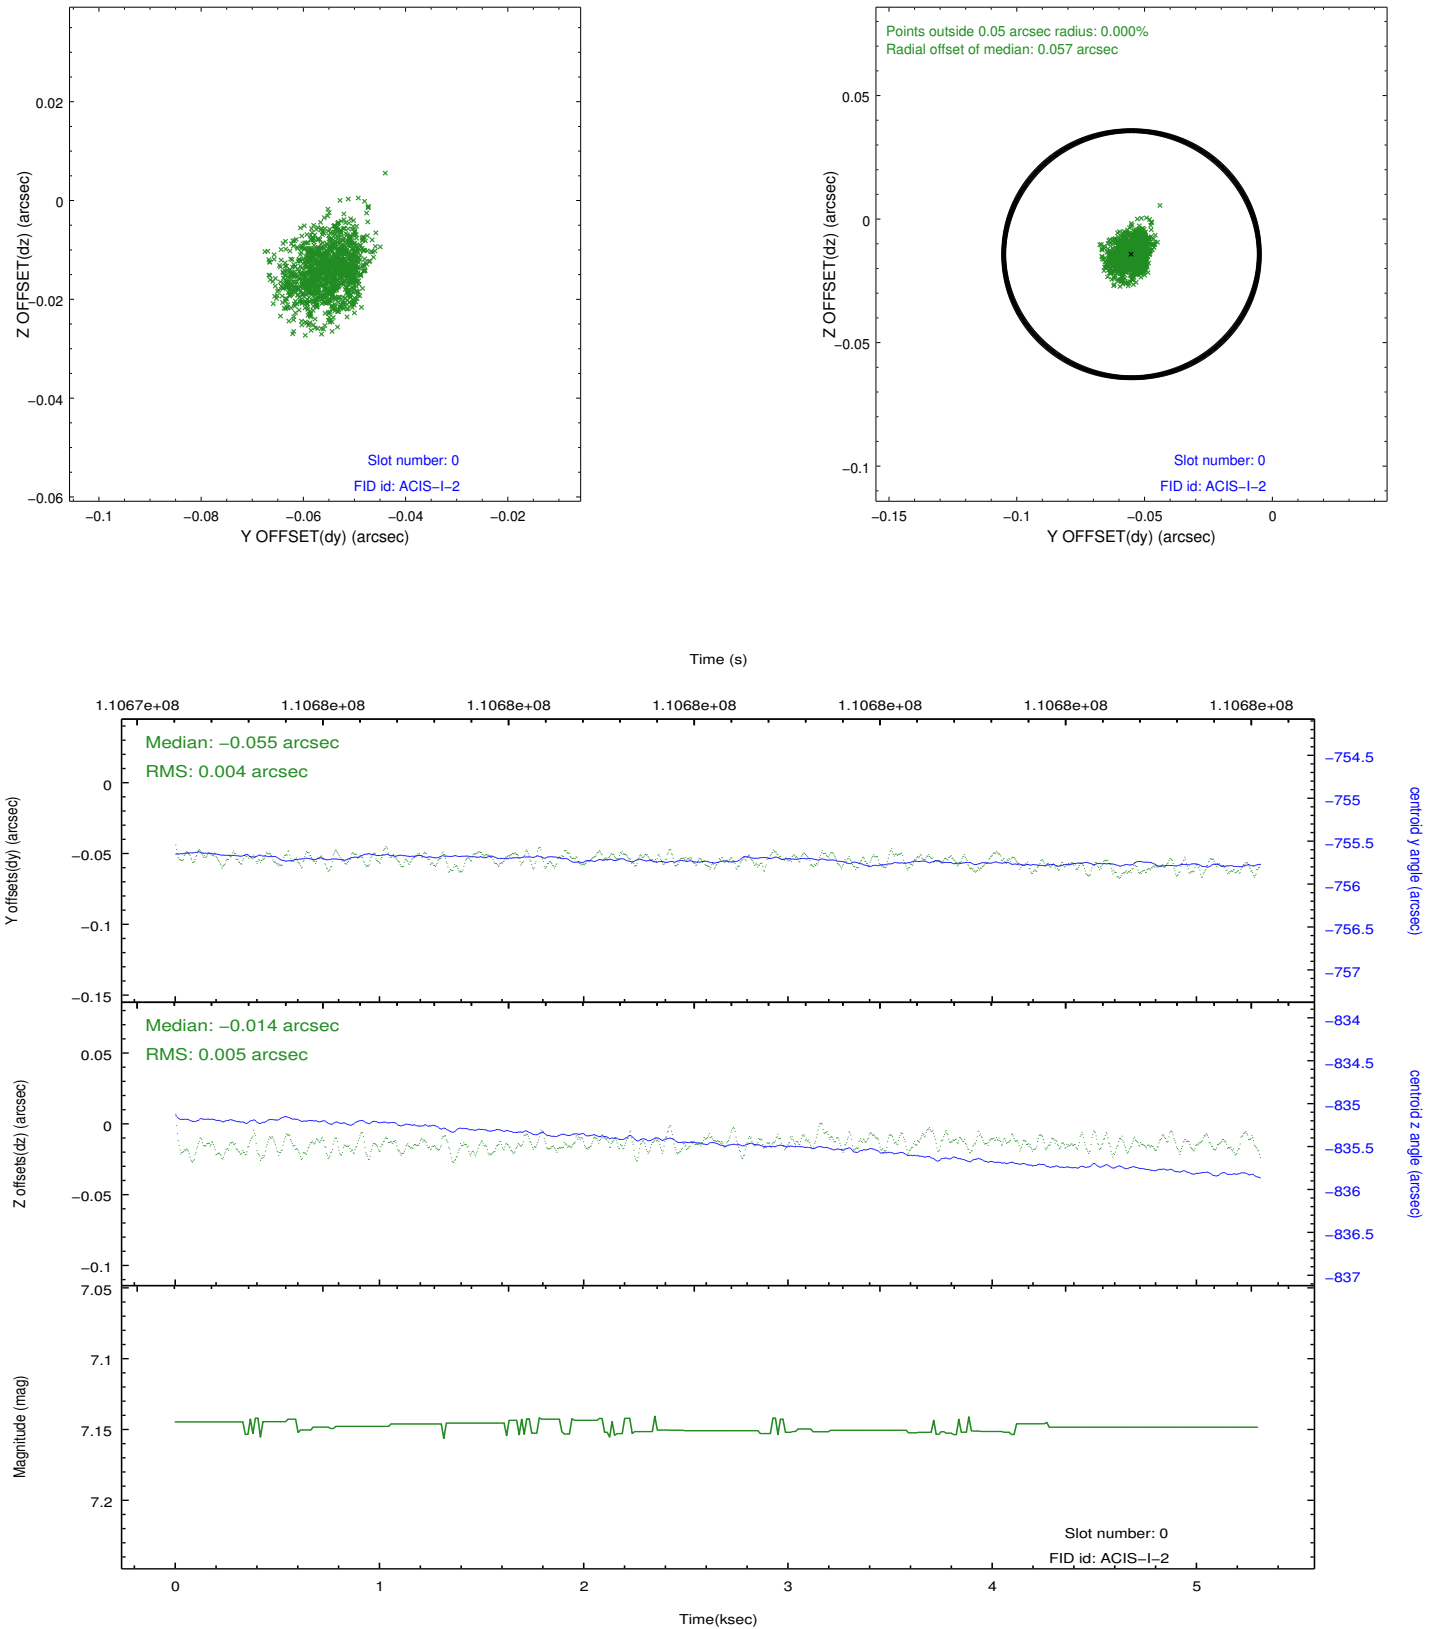 0.02
0
−0.02
−0.04
−0.06
Z OFFSET(dz) (arcsec)
Slot number: 0
FID id: ACIS−I−2
−0.1 −0.08 −0.06 −0.04 −0.02
Y OFFSET(dy) (arcsec)
Points outside 0.05 arcsec radius: 0.000%
Radial offset of median: 0.057 arcsec
0.05
0
−0.05
−0.1
Z OFFSET(dz) (arcsec)
Slot number: 0
FID id: ACIS−I−2
−0.15 −0.1 −0.05 0
Y OFFSET(dy) (arcsec)
Time (s)
1.1067e+08 1.1068e+08 1.1068e+08 1.1068e+08 1.1068e+08 1.1068e+08 1.1068e+08
Median: −0.055 arcsec
RMS: 0.004 arcsec
0
−0.05
−0.1
−0.15
Y offsets(dy) (arcsec)
−754.5
−755
−755.5
−756
−756.5
−757
centroid y angle (arcsec)
Median: −0.014 arcsec
RMS: 0.005 arcsec
0.05
0
−0.05
−0.1
Z offsets(dz) (arcsec)
−834
−834.5
−835
−835.5
−836
−836.5
−837
centroid z angle (arcsec)
7.05
7.1
7.15
7.2
Magnitude (mag)
Slot number: 0
FID id: ACIS−I−2
0 1 2 3 4 5
Time(ksec)